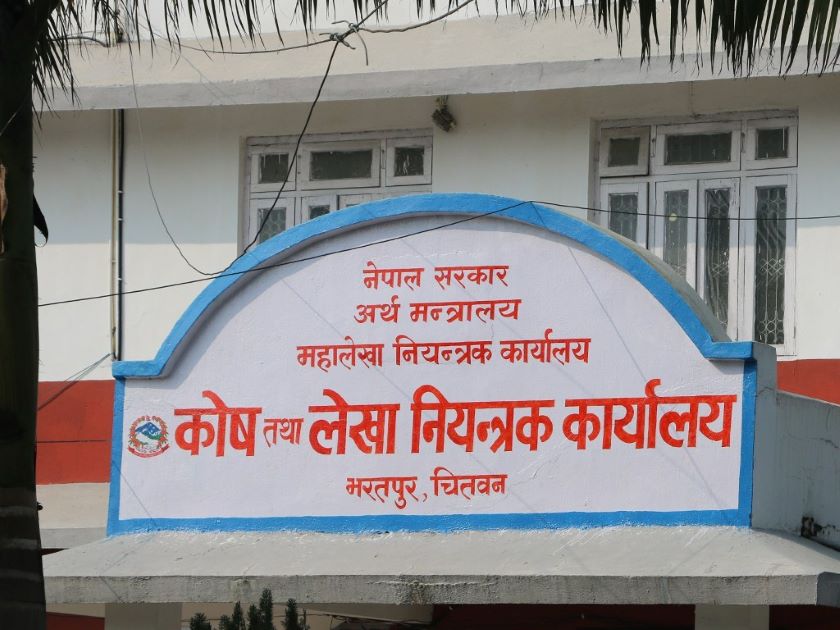 नेपाल सरकार
अर्थ मन्त्रालय
महालेखा नियन्त्रक कार्यालय
कोष तथा लेखा नियन्त्रक कार्यालय
भरतपुर, चितवन